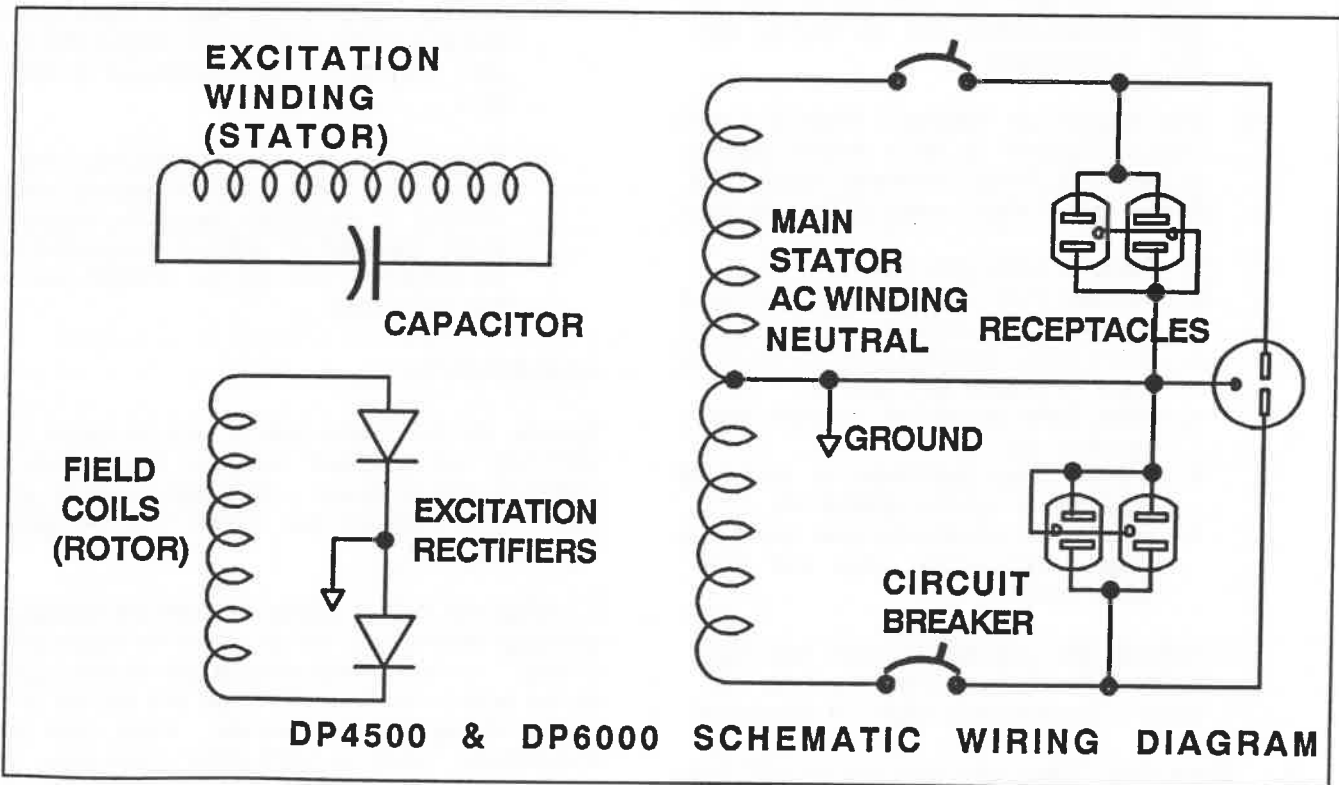 EXCITATION
WINDING
(STATOR)
CAPACITOR
FIELD
COILS
(ROTOR)
EXCITATION
RECTIFIERS
MAIN
STATOR
AC WINDING
NEUTRAL
RECEPTACLES
GROUND
CIRCUIT
BREAKER
DP4500 & DP6000 SCHEMATIC WIRING DIAGRAM